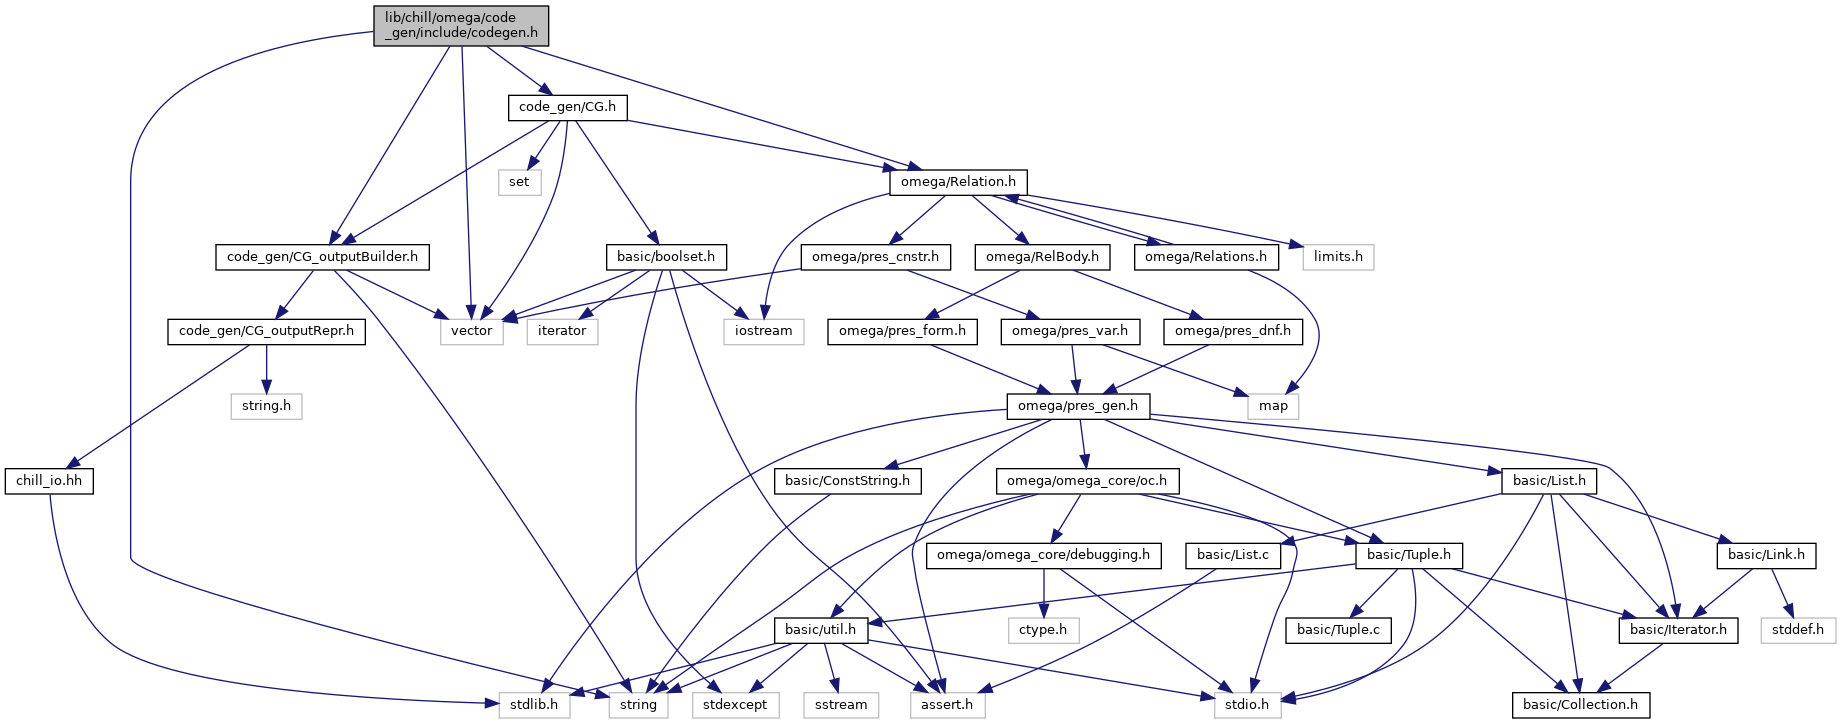 lib/chill/omega/code
_gen/include/codegen.h
code_gen/CG.h
set
omega/Relation.h
code_gen/CG_outputBuilder.h
basic/boolset.h
omega/pres_cnstr.h
omega/RelBody.h
omega/Relations.h
limits.h
code_gen/CG_outputRepr.h
vector
iterator
iostream
omega/pres_form.h
omega/pres_var.h
omega/pres_dnf.h
string.h
omega/pres_gen.h
map
chill_io.hh
basic/ConstString.h
omega/omega_core/oc.h
basic/List.h
omega/omega_core/debugging.h
basic/List.c
basic/Tuple.h
basic/Link.h
basic/util.h
ctype.h
basic/Tuple.c
basic/Iterator.h
stddef.h
stdlib.h
string
stdexcept
sstream
assert.h
stdio.h
basic/Collection.h